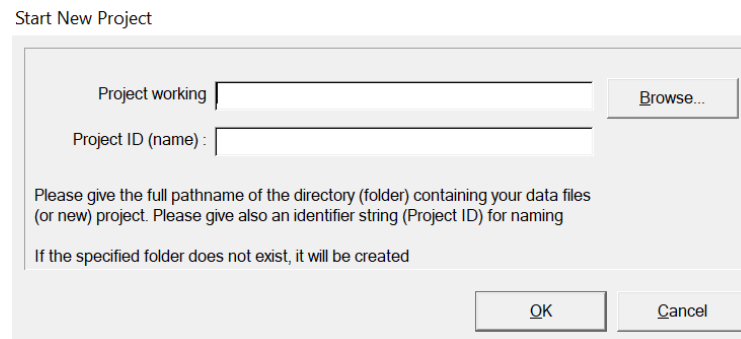 Start New Project
Project working
Browse...
Project ID (name) :
Please give the full pathname of the directory (folder) containing your data files
(or new) project. Please give also an identifier string (Project ID) for naming
If the specified folder does not exist, it will be created
OK
Cancel